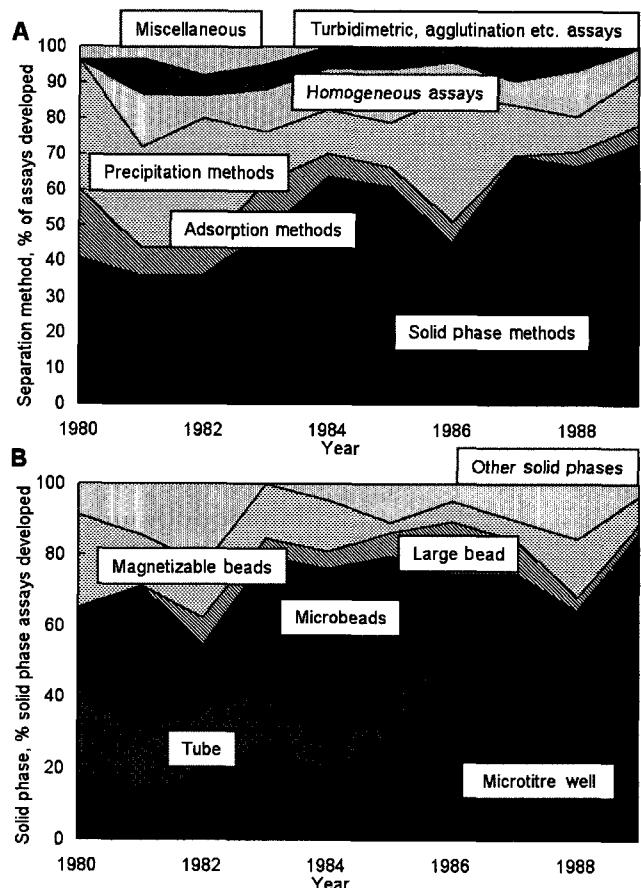 A
Miscellaneous
Turbidimetric, agglutination etc. assays
Homogeneous assays
Precipitation methods
Adsorption methods
Solid phase methods
Separation method, % of assays developed
100
90
80
70
60
50
40
30
20
10
0
1980 1982 1984 1986 1988
Year
B
Other solid phases
Magnetizable beads
Large bead
Microbeads
Tube
Microtitre well
Solid phase, % solid phase assays developed
100
80
60
40
20
0
1980 1982 1984 1986 1988
Year